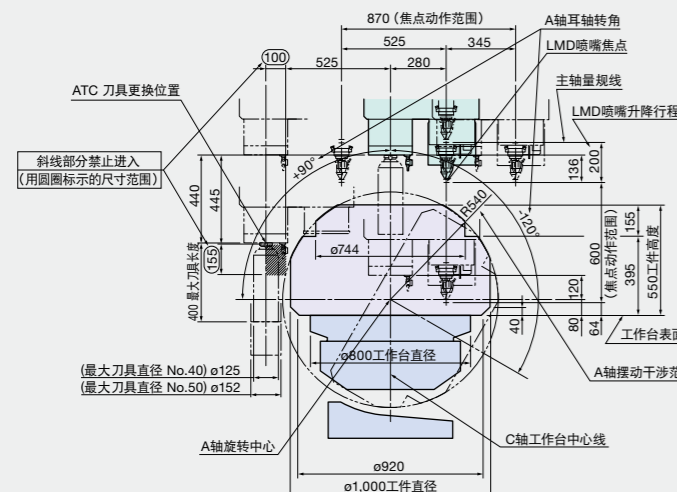 870 (焦点动作范围)
A轴耳轴转角
525
345
LMD喷嘴焦点
100
525
280
主轴量规线
ATC 刀具更换位置
LMD喷嘴升降行程
斜线部分禁止进入
(用圆圈标示的尺寸范围)
+90°
136
200
440
445
R540
-120°
155
ø744
600
(焦点动作范围)
155
395
550工件高度
400 最大刀具长度
120
40
80
64
工作台表面
ø800工作台直径
(最大刀具直径 No.40) ø125
(最大刀具直径 No.50) ø152
A轴摆动干涉范
A轴旋转中心
C轴工作台中心线
ø920
ø1,000工件直径